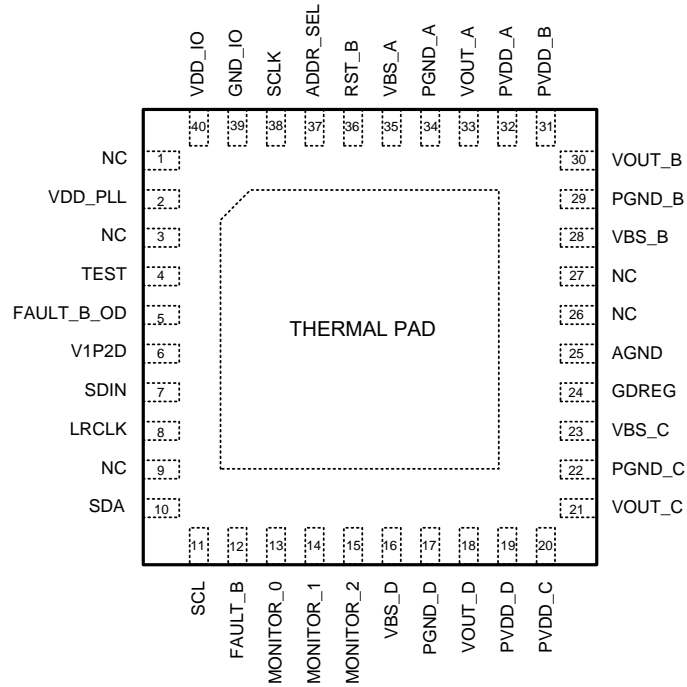 VDD_IO
GND_IO
SCLK
ADDR_SEL
RST_B
VBS_A
PGND_A
VOUT_A
PVDD_A
PVDD_B
40 39 38 37 36 35 34 33 32 31
NC 1
VDD_PLL 2
NC 3
TEST 4
FAULT_B_OD 5
V1P2D 6
SDIN 7
LRCLK 8
NC 9
SDA 10
THERMAL PAD
30 VOUT_B
29 PGND_B
28 VBS_B
27 NC
26 NC
25 AGND
24 GDREG
23 VBS_C
22 PGND_C
21 VOUT_C
11 12 13 14 15 16 17 18 19 20
SCL
FAULT_B
MONITOR_0
MONITOR_1
MONITOR_2
VBS_D
PGND_D
VOUT_D
PVDD_D
PVDD_C